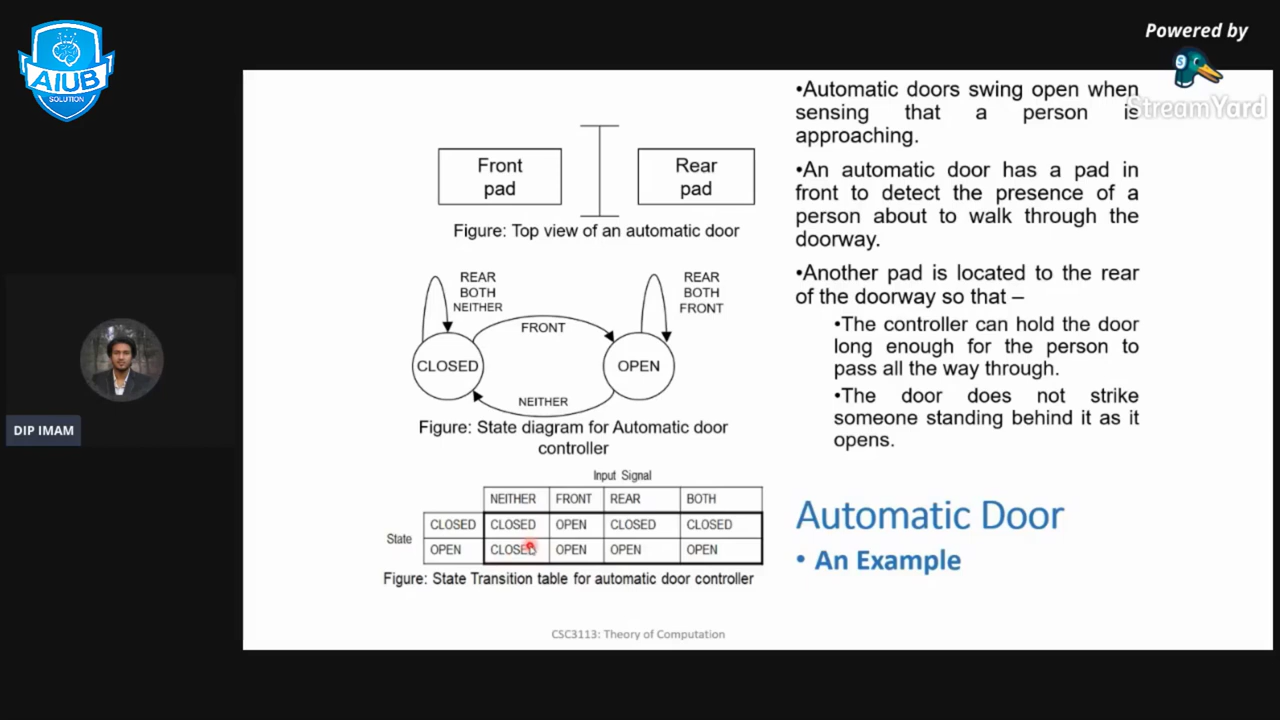 AIUB
SOLUTION
Powered by
StreamYard
DIP IMAM
Front
pad
Rear
pad
Figure: Top view of an automatic door
REAR
BOTH
NEITHER
REAR
BOTH
FRONT
FRONT
CLOSED
OPEN
NEITHER
Figure: State diagram for Automatic door
controller
Input Signal
NEITHER FRONT REAR BOTH
CLOSED CLOSED OPEN CLOSED CLOSED
State
OPEN CLOSED OPEN OPEN OPEN
Figure: State Transition table for automatic door controller
•Automatic doors swing open when
sensing that a person is
approaching.
•An automatic door has a pad in
front to detect the presence of a
person about to walk through the
doorway.
•Another pad is located to the rear
of the doorway so that –
•The controller can hold the door
long enough for the person to
pass all the way through.
•The door does not strike
someone standing behind it as it
opens.
Automatic Door
• An Example
CSC3113: Theory of Computation